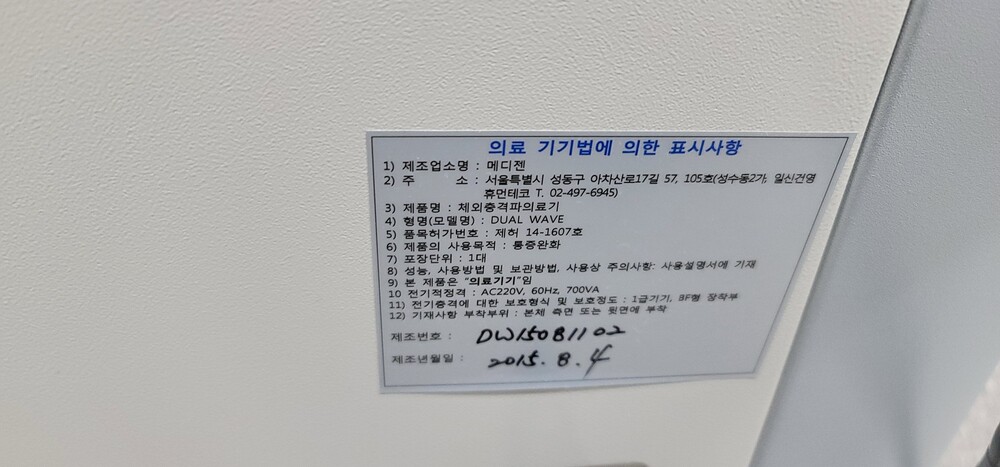 의료 기기법에 의한 표시사항
1) 제조업소명 : 메디젠
2) 주 소 : 서울특별시 성동구 아차산로17길 57, 105호(성수동2가, 일신건영
휴먼테코 T. 02-497-6945)
3) 제품명 : 체외충격파의료기
4) 형명(모델명) : DUAL WAVE
5) 품목허가번호 : 제허 14-1607호
6) 제품의 사용목적 : 통증완화
7) 포장단위 : 1대
8) 성능, 사용방법 및 보관방법, 사용상 주의사항: 사용설명서에 기재
9) 본 제품은 "의료기기"임
10 전기적정격 : AC220V, 60Hz, 700VA
11) 전기충격에 대한 보호형식 및 보호정도 : 1급기기, BF형 장착부
12) 기재사항 부착부위 : 본체 측면 또는 뒷면에 부착
제조번호 : DW15081102
제조년월일 : 2015. 8. 4